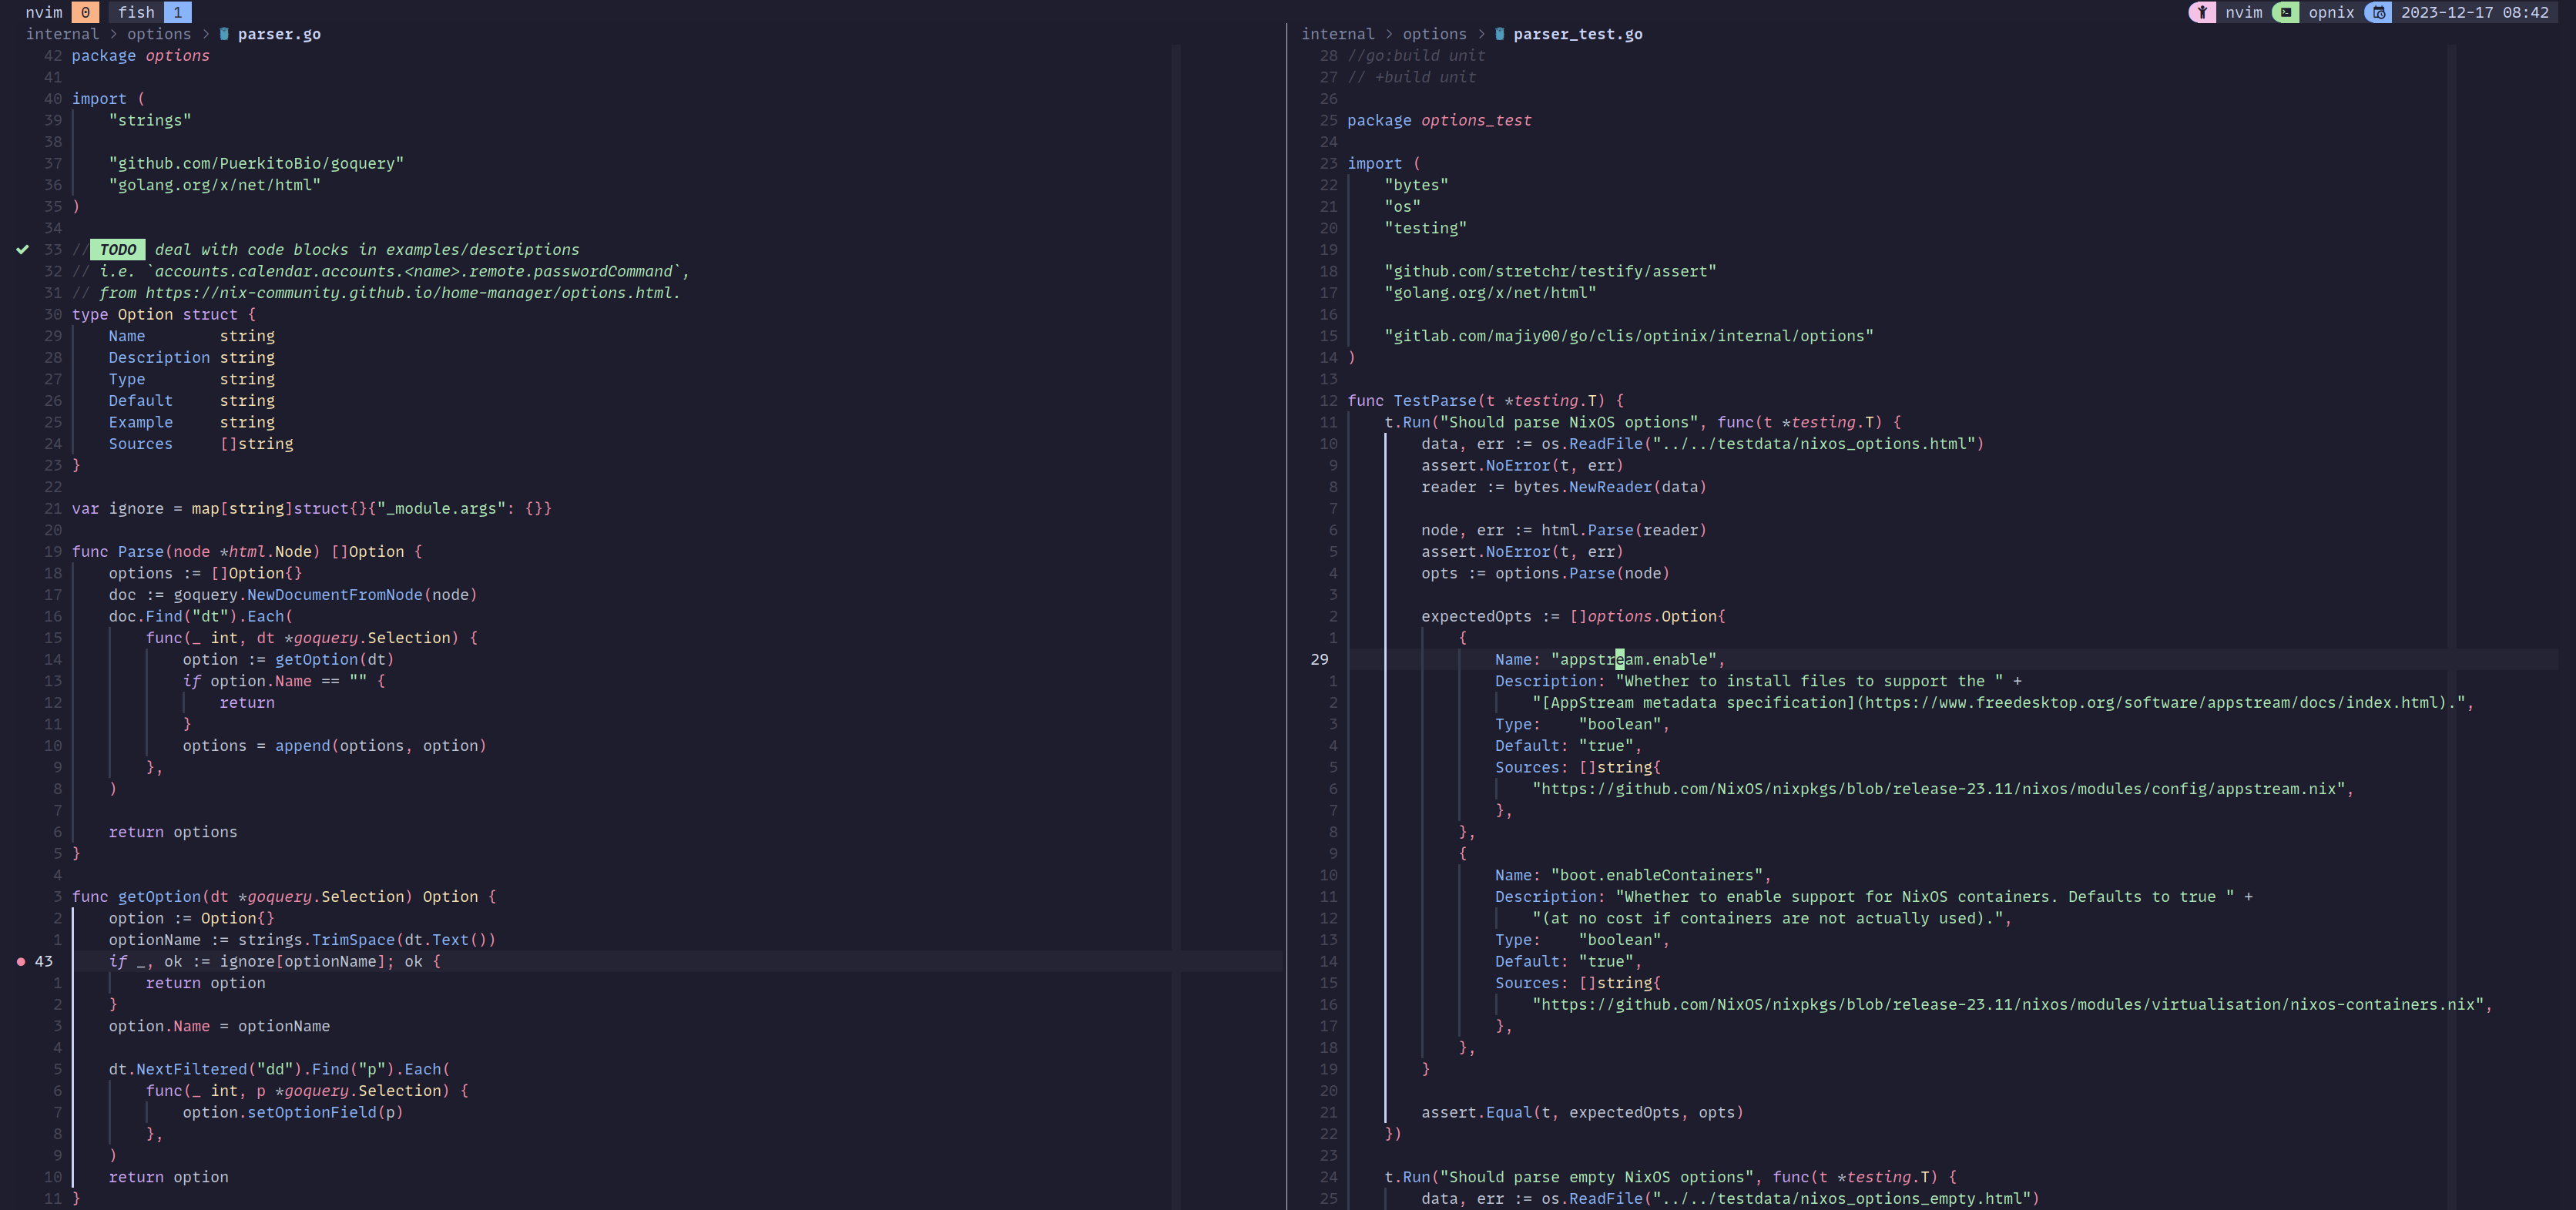 nvim 0 fish 1
nvim opnix 2023-12-17 08:42
internal > options > parser.go
42 package options
41
40 import (
39 "strings"
38
37 "github.com/PuerkitoBio/goquery"
36 "golang.org/x/net/html"
35 )
34
33 // TODO deal with code blocks in examples/descriptions
32 // i.e. `accounts.calendar.accounts.<name>.remote.passwordCommand`,
31 // from https://nix-community.github.io/home-manager/options.html.
30 type Option struct {
29 Name string
28 Description string
27 Type string
26 Default string
25 Example string
24 Sources []string
23 }
22
21 var ignore = map[string]struct{}{"_module.args": {}}
20
19 func Parse(node *html.Node) []Option {
18 options := []Option{}
17 doc := goquery.NewDocumentFromNode(node)
16 doc.Find("dt").Each(
15 func(_ int, dt *goquery.Selection) {
14 option := getOption(dt)
13 if option.Name == "" {
12 return
11 }
10 options = append(options, option)
9 },
8 )
7
6 return options
5 }
4
3 func getOption(dt *goquery.Selection) Option {
2 option := Option{}
1 optionName := strings.TrimSpace(dt.Text())
43 if _, ok := ignore[optionName]; ok {
1 return option
2 }
3 option.Name = optionName
4
5 dt.NextFiltered("dd").Find("p").Each(
6 func(_ int, p *goquery.Selection) {
7 option.setOptionField(p)
8 },
9 )
10 return option
11 }
internal > options > parser_test.go
28 //go:build unit
27 // +build unit
26
25 package options_test
24
23 import (
22 "bytes"
21 "os"
20 "testing"
19
18 "github.com/stretchr/testify/assert"
17 "golang.org/x/net/html"
16
15 "gitlab.com/majiy00/go/clis/optinix/internal/options"
14 )
13
12 func TestParse(t *testing.T) {
11 t.Run("Should parse NixOS options", func(t *testing.T) {
10 data, err := os.ReadFile("../../testdata/nixos_options.html")
9 assert.NoError(t, err)
8 reader := bytes.NewReader(data)
7
6 node, err := html.Parse(reader)
5 assert.NoError(t, err)
4 opts := options.Parse(node)
3
2 expectedOpts := []options.Option{
1 {
29 Name: "appstream.enable",
1 Description: "Whether to install files to support the " +
2 "[AppStream metadata specification](https://www.freedesktop.org/software/appstream/docs/index.html).",
3 Type: "boolean",
4 Default: "true",
5 Sources: []string{
6 "https://github.com/NixOS/nixpkgs/blob/release-23.11/nixos/modules/config/appstream.nix",
7 },
8 },
9 {
10 Name: "boot.enableContainers",
11 Description: "Whether to enable support for NixOS containers. Defaults to true " +
12 "(at no cost if containers are not actually used).",
13 Type: "boolean",
14 Default: "true",
15 Sources: []string{
16 "https://github.com/NixOS/nixpkgs/blob/release-23.11/nixos/modules/virtualisation/nixos-containers.nix",
17 },
18 },
19 }
20
21 assert.Equal(t, expectedOpts, opts)
22 })
23
24 t.Run("Should parse empty NixOS options", func(t *testing.T) {
25 data, err := os.ReadFile("../../testdata/nixos_options_empty.html")